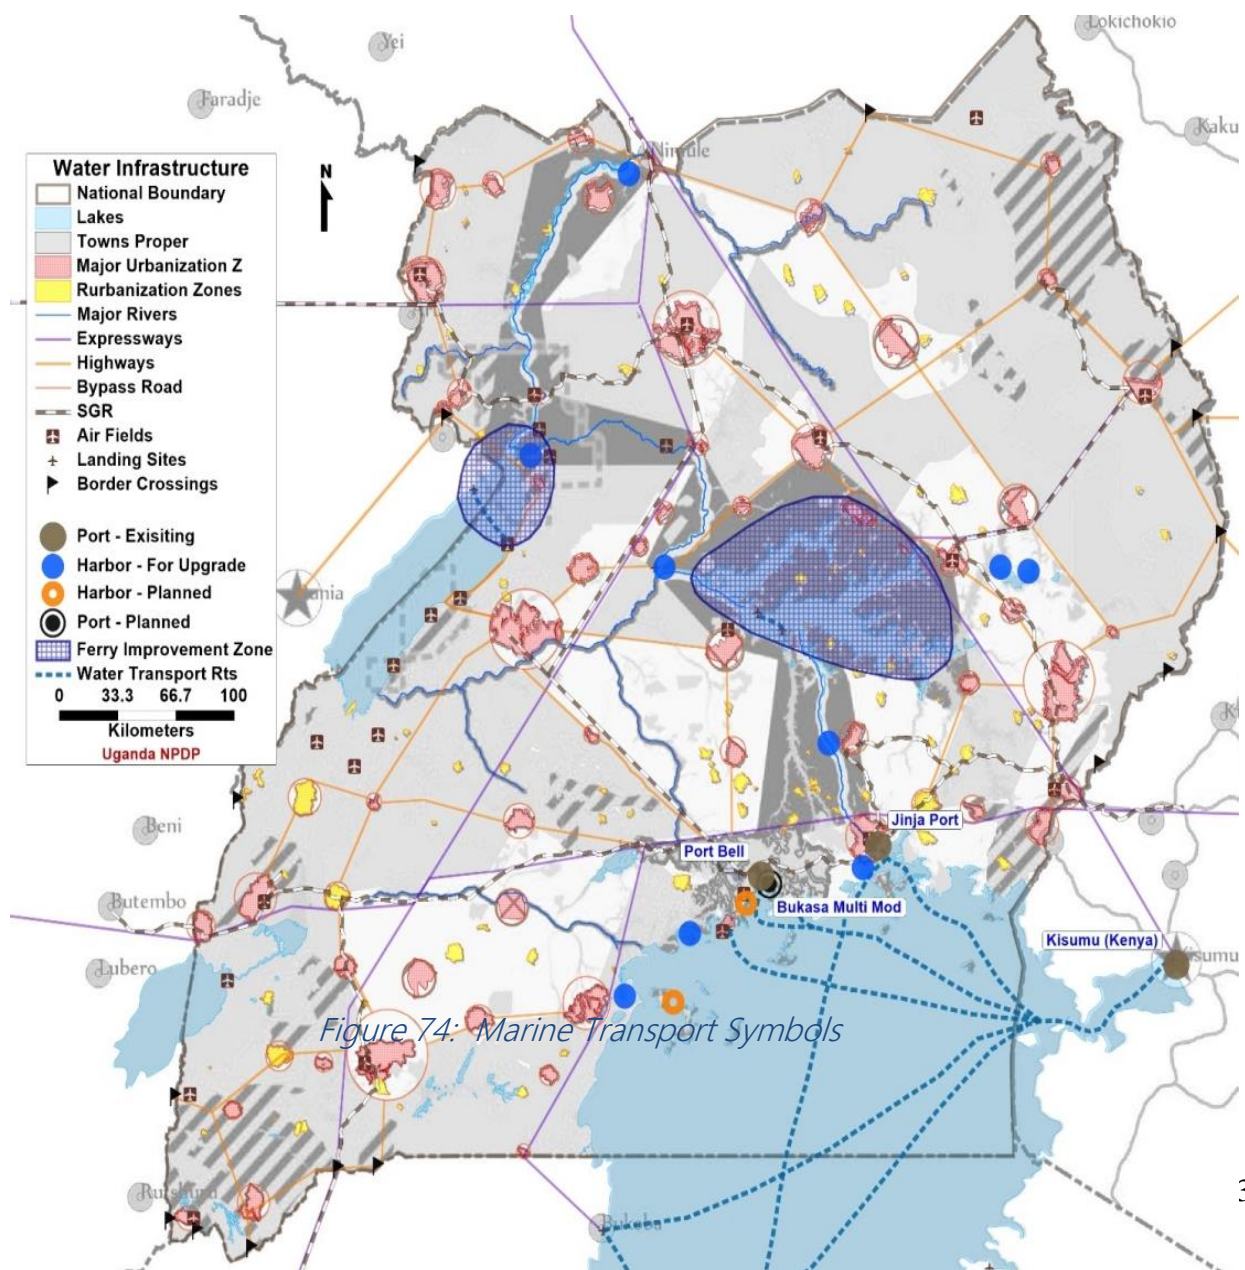 Lokichokio
Yei
Faradje
Kaku
Nimule
Water Infrastructure
National Boundary
Lakes
Towns Proper
Major Urbanization Z
Rurbanization Zones
Major Rivers
Expressways
Highways
Bypass Road
SGR
Air Fields
Landing Sites
Border Crossings
Port - Exisiting
Harbor - For Upgrade
Harbor - Planned
Port - Planned
Ferry Improvement Zone
Water Transport Rts
0 33.3 66.7 100
Kilometers
Uganda NPDP
N
Beni
Jinja Port
Port Bell
Butembo
Bukasa Multi Mod
Kisumu (Kenya)
isumu
Lubero
Figure 74: Marine Transport Symbols
Bukoba